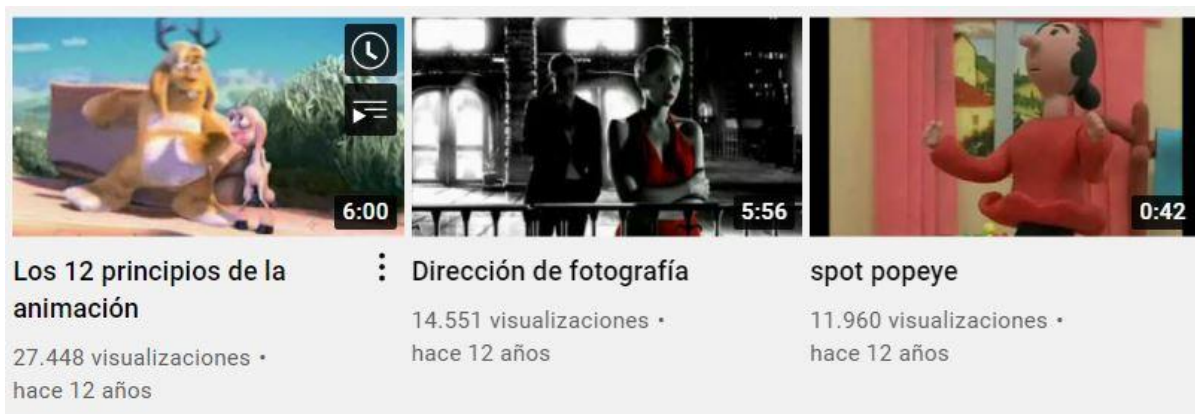 6:00
Los 12 principios de la
animación
27.448 visualizaciones •
hace 12 años
5:56
Dirección de fotografía
14.551 visualizaciones •
hace 12 años
0:42
spot popeye
11.960 visualizaciones •
hace 12 años